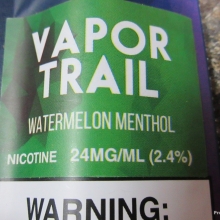 VAPOR
TRAIL
WATERMELON MENTHOL
NICOTINE 24MG/ML (2.4%)
WARNING: